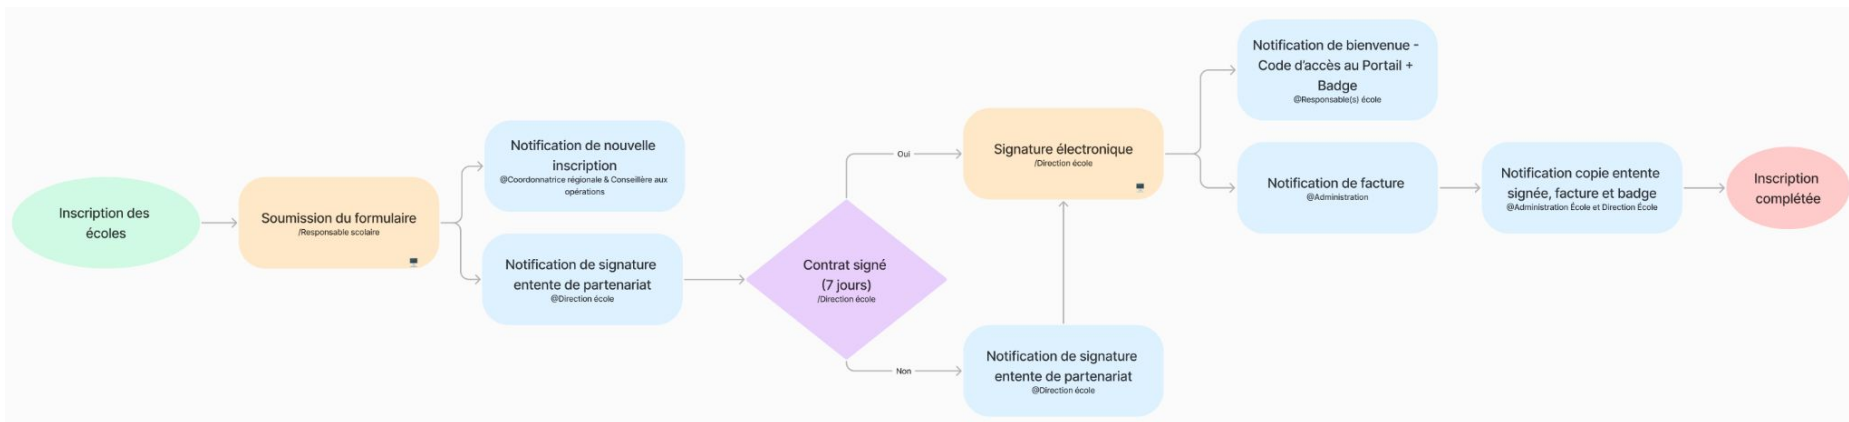 Inscription des
écoles
Soumission du formulaire
/Responsable scolaire
Notification de nouvelle
inscription
@Coordonnatrice régionale & Conseillère aux
opérations
Notification de signature
entente de partenariat
@Direction école
Contrat signé
(7 jours)
/Direction école
Oui
Non
Signature électronique
/Direction école
Notification de signature
entente de partenariat
@Direction école
Notification de bienvenue -
Code d'accès au Portail +
Badge
@Responsable(s) école
Notification de facture
@Administration
Notification copie entente
signée, facture et badge
@Administration École et Direction École
Inscription
complétée